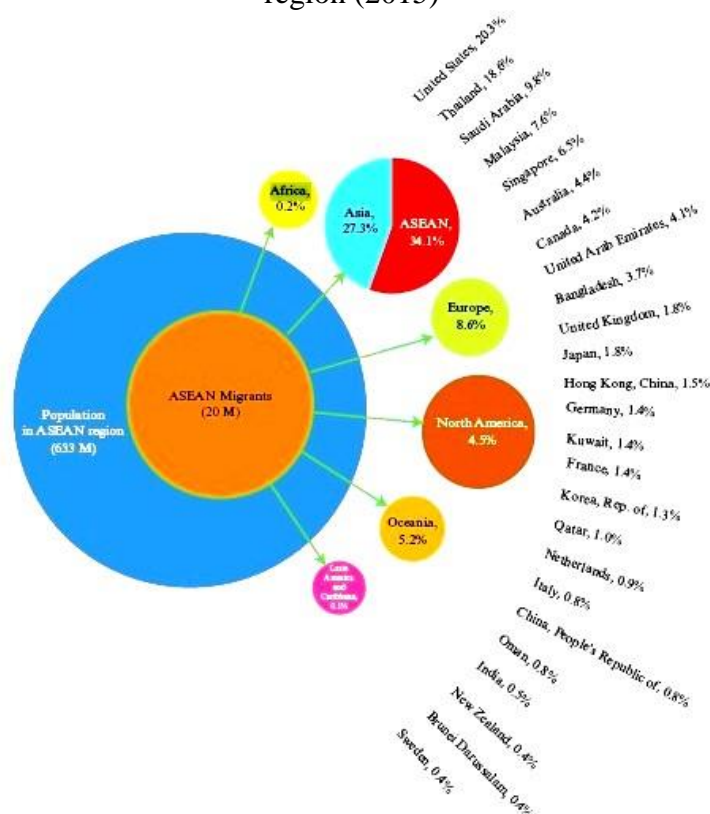 region (2015)
United States, 20.3%
Thailand, 18.6%
Saudi Arabia, 9.8%
Malaysia, 7.6%
Singapore, 6.5%
Australia, 4.4%
Canada, 4.2%
United Arab Emirates, 4.1%
Bangladesh, 3.7%
United Kingdom, 1.8%
Japan, 1.8%
Hong Kong, China, 1.5%
Germany, 1.4%
Kuwait, 1.4%
France, 1.4%
Korea, Rep. of, 1.3%
Qatar, 1.0%
Netherlands, 0.9%
Italy, 0.8%
China, People's Republic of, 0.8%
Oman, 0.8%
India, 0.5%
New Zealand, 0.4%
Brunei Darussalam, 0.4%
Sweden, 0.4%
Africa,
0.2%
Asia,
27.3%
ASEAN,
34.1%
Europe,
8.6%
North America,
4.5%
Oceania,
5.2%
Latin
America
and
Caribbean,
0.1%
ASEAN Migrants
(20 M)
Population
in ASEAN region
(633 M)